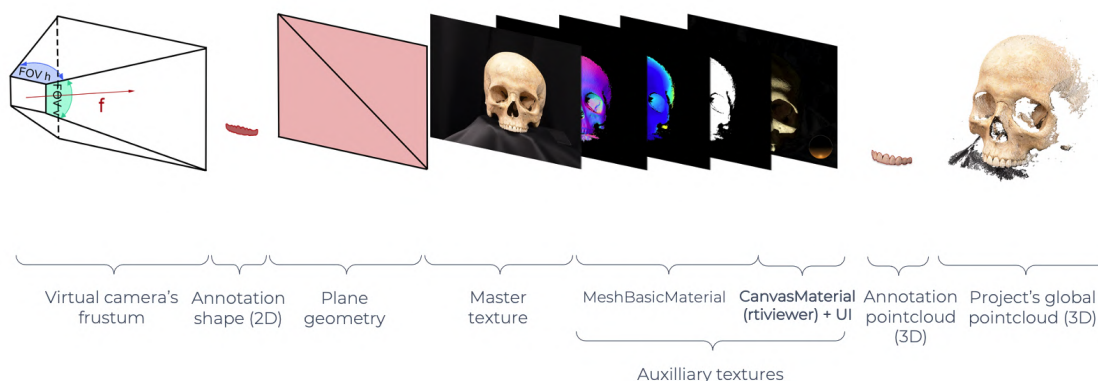 FOV h
FOV v
f
Virtual camera's
frustum
Annotation
shape (2D)
Plane
geometry
Master
texture
MeshBasicMaterial
CanvasMaterial
(rtiviewer) + UI
Auxilliary textures
Annotation
pointcloud
(3D)
Project's global
pointcloud (3D)